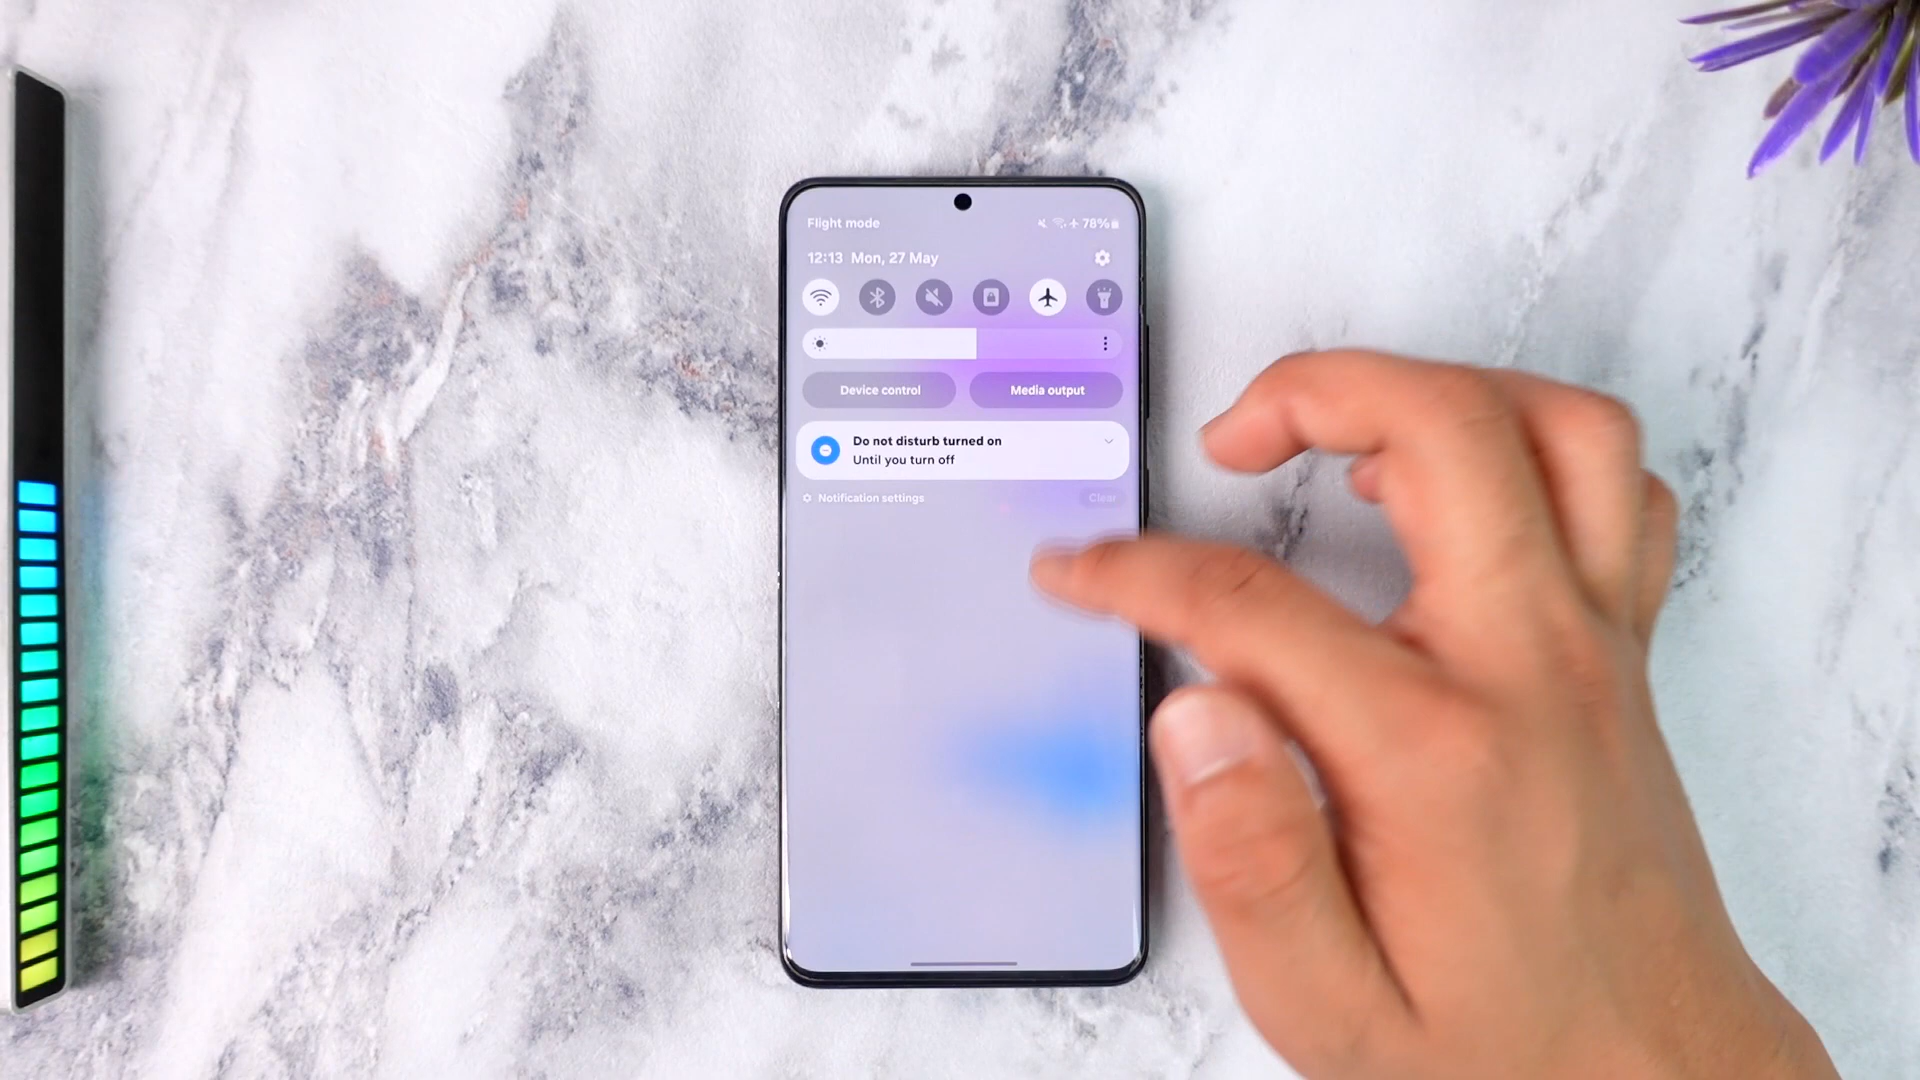 Flight mode 78%
12:13 Mon, 27 May
Device control Media output
Do not disturb turned on
Until you turn off
Notification settings Clear